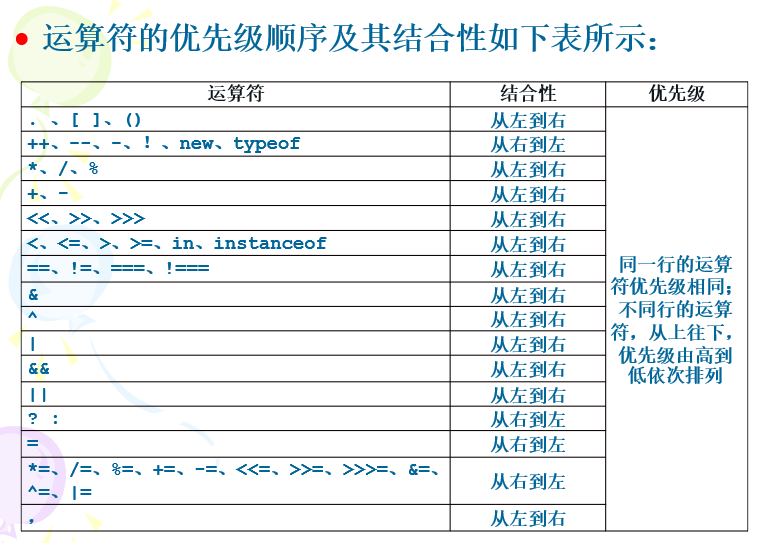 • 运算符的优先级顺序及其结合性如下表所示：
运算符 结合性 优先级
. 、[ ]、() 从左到右
++、--、-、! 、new、typeof 从右到左
*、/、% 从左到右
+、- 从左到右
<<、>>、>>> 从左到右
<、<=、>、>=、in、instanceof 从左到右
==、!=、===、!=== 从左到右
& 从左到右
^ 从左到右
| 从左到右
&& 从左到右
|| 从左到右
? : 从右到左
= 从右到左
*=、/=、%=、+=、-=、<<=、>>=、>>>=、&=、
^=、|= 从右到左
, 从左到右
同一行的运算
符优先级相同；
不同行的运算
符，从上往下，
优先级由高到
低依次排列